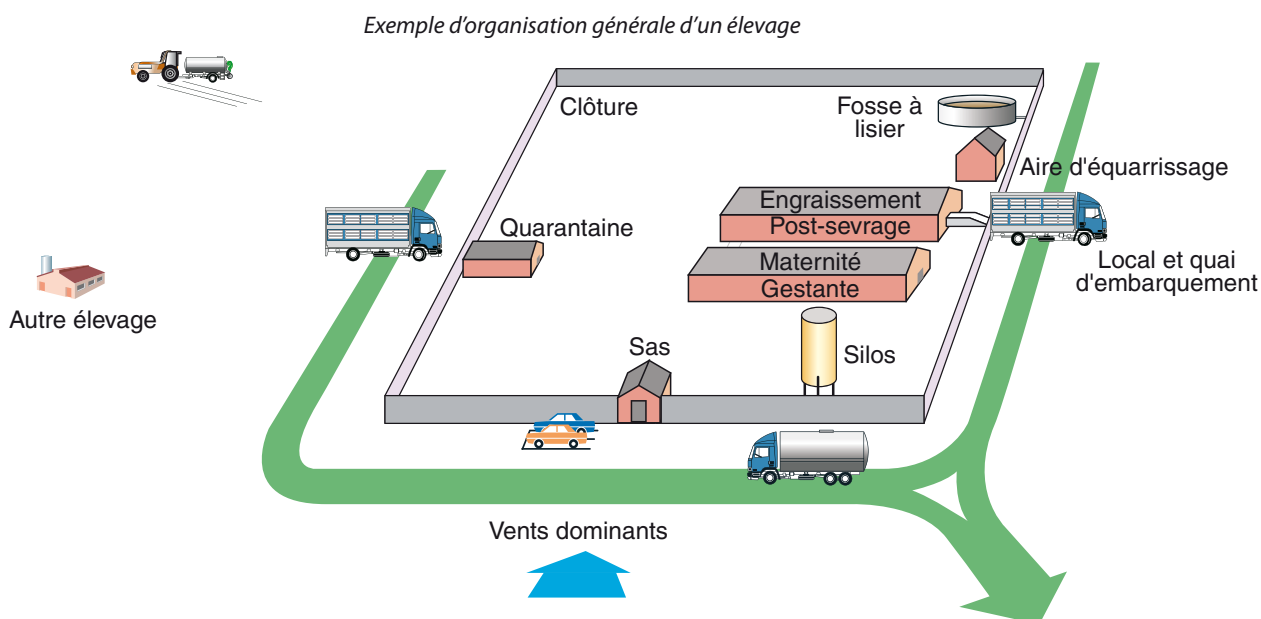 Exemple d'organisation générale d'un élevage
Clôture
Fosse à
lisier
Aire d'équarrissage
Engraissement
Post-sevrage
Quarantaine
Maternité
Gestante
Local et quai
d'embarquement
Autre élevage
Sas
Silos
Vents dominants